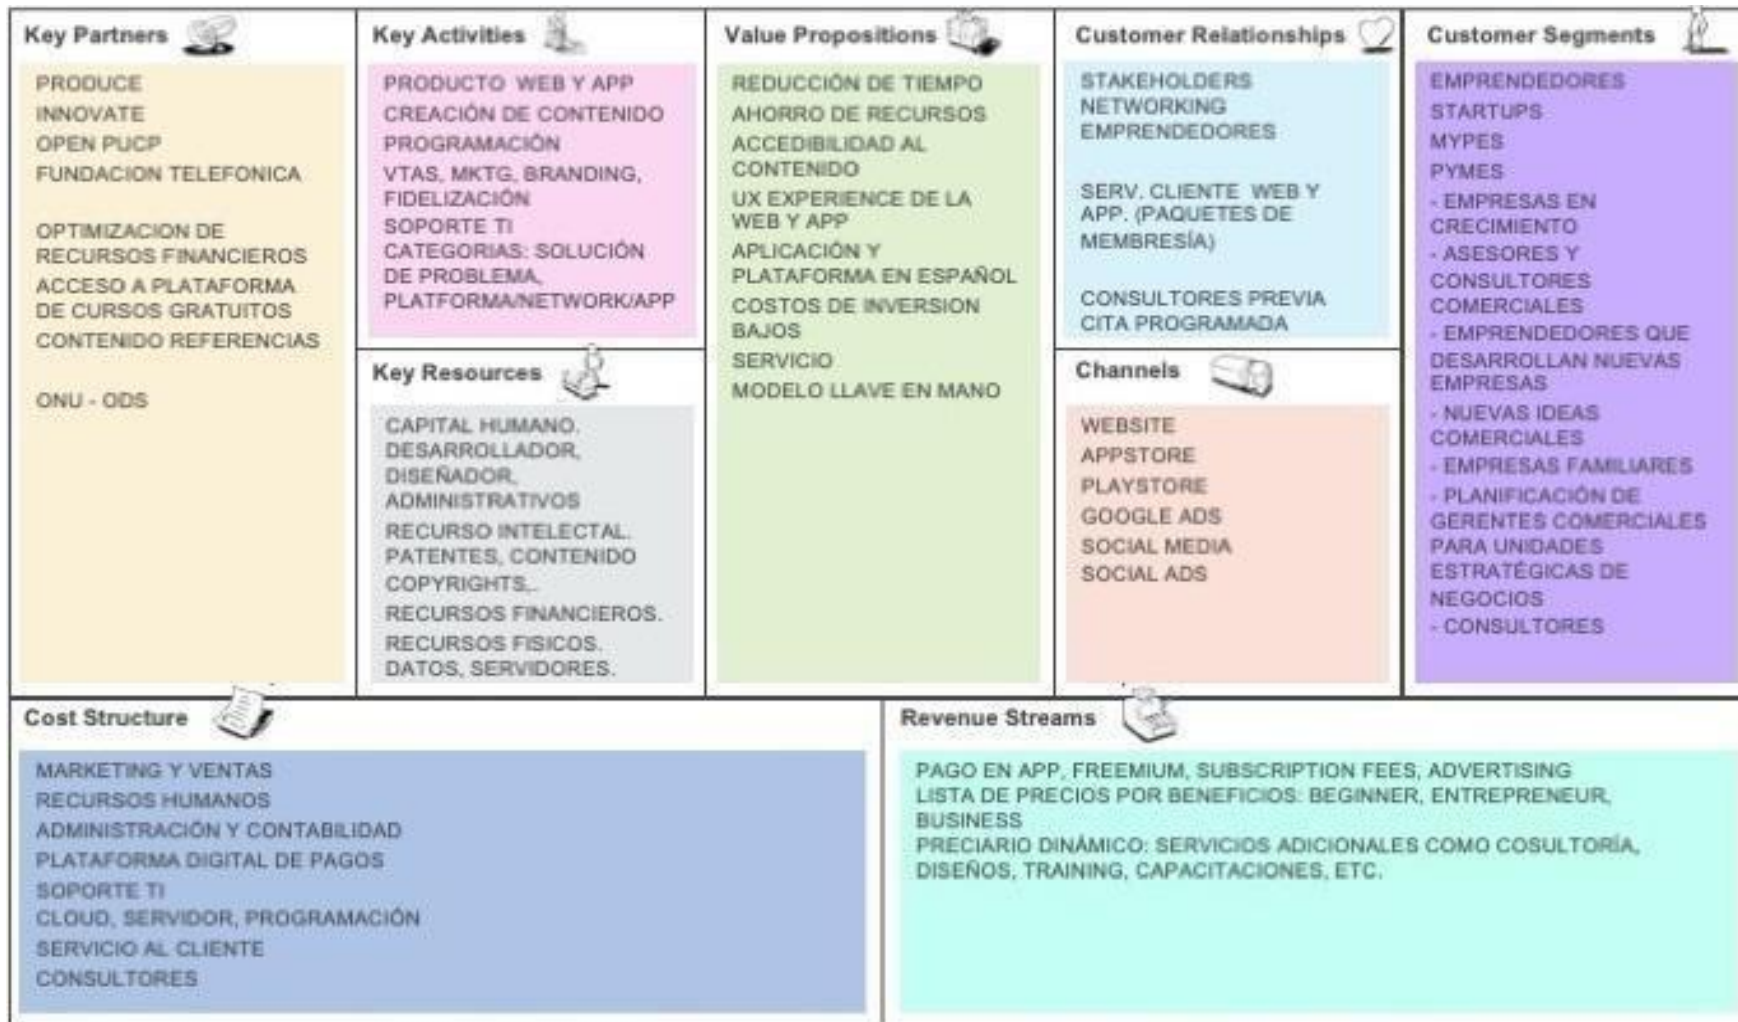 Key Partners
PRODUCE
INNOVATE
OPEN PUCP
FUNDACION TELEFONICA
OPTIMIZACION DE
RECURSOS FINANCIEROS
ACCESO A PLATAFORMA
DE CURSOS GRATUITOS
CONTENIDO REFERENCIAS
ONU - ODS
Key Activities
PRODUCTO WEB Y APP
CREACIÓN DE CONTENIDO
PROGRAMACIÓN
VTAS, MKTG, BRANDING,
FIDELIZACIÓN
SOPORTE TI
CATEGORIAS: SOLUCIÓN
DE PROBLEMA,
PLATFORMA/NETWORK/APP
Key Resources
CAPITAL HUMANO.
DESARROLLADOR,
DISEÑADOR,
ADMINISTRATIVOS
RECURSO INTELECTAL.
PATENTES, CONTENIDO
COPYRIGHTS,.
RECURSOS FINANCIEROS.
RECURSOS FISICOS.
DATOS, SERVIDORES.
Value Propositions
REDUCCIÓN DE TIEMPO
AHORRO DE RECURSOS
ACCEDIBILIDAD AL
CONTENIDO
UX EXPERIENCE DE LA
WEB Y APP
APLICACIÓN Y
PLATAFORMA EN ESPAÑOL
COSTOS DE INVERSION
BAJOS
SERVICIO
MODELO LLAVE EN MANO
Customer Relationships
STAKEHOLDERS
NETWORKING
EMPRENDEDORES
SERV. CLIENTE WEB Y
APP. (PAQUETES DE
MEMBRESÍA)
CONSULTORES PREVIA
CITA PROGRAMADA
Channels
WEBSITE
APPSTORE
PLAYSTORE
GOOGLE ADS
SOCIAL MEDIA
SOCIAL ADS
Customer Segments
EMPRENDEDORES
STARTUPS
MYPES
PYMES
- EMPRESAS EN
CRECIMIENTO
- ASESORES Y
CONSULTORES
COMERCIALES
- EMPRENDEDORES QUE
DESARROLLAN NUEVAS
EMPRESAS
- NUEVAS IDEAS
COMERCIALES
- EMPRESAS FAMILIARES
- PLANIFICACIÓN DE
GERENTES COMERCIALES
PARA UNIDADES
ESTRATÉGICAS DE
NEGOCIOS
- CONSULTORES
Cost Structure
MARKETING Y VENTAS
RECURSOS HUMANOS
ADMINISTRACIÓN Y CONTABILIDAD
PLATAFORMA DIGITAL DE PAGOS
SOPORTE TI
CLOUD, SERVIDOR, PROGRAMACIÓN
SERVICIO AL CLIENTE
CONSULTORES
Revenue Streams
PAGO EN APP, FREEMIUM, SUBSCRIPTION FEES, ADVERTISING
LISTA DE PRECIOS POR BENEFICIOS: BEGINNER, ENTREPRENEUR,
BUSINESS
PRECIARIO DINÁMICO: SERVICIOS ADICIONALES COMO COSULTORÍA,
DISEÑOS, TRAINING, CAPACITACIONES, ETC.